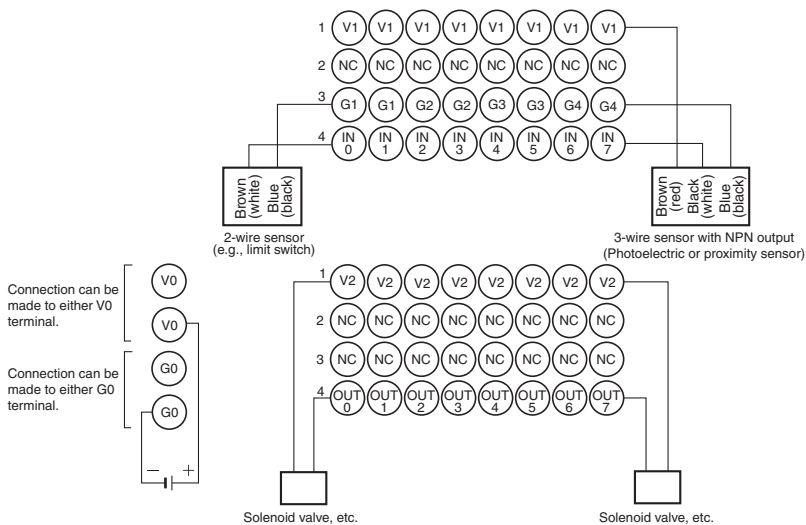 1 V1 V1 V1 V1 V1 V1 V1 V1
2 NC NC NC NC NC NC NC NC
3 G1 G1 G2 G2 G3 G3 G4 G4
4 IN 0 IN 1 IN 2 IN 3 IN 4 IN 5 IN 6 IN 7
Brown
(white)
Blue
(black)
2-wire sensor
(e.g., limit switch)
Brown
(red)
Black
(white)
Blue
(black)
3-wire sensor with NPN output
(Photoelectric or proximity sensor)
Connection can be
made to either V0
terminal.
V0
V0
Connection can be
made to either G0
terminal.
G0
G0
− +
1 V2 V2 V2 V2 V2 V2 V2 V2
2 NC NC NC NC NC NC NC NC
3 NC NC NC NC NC NC NC NC
4 OUT 0 OUT 1 OUT 2 OUT 3 OUT 4 OUT 5 OUT 6 OUT 7
Solenoid valve, etc.
Solenoid valve, etc.